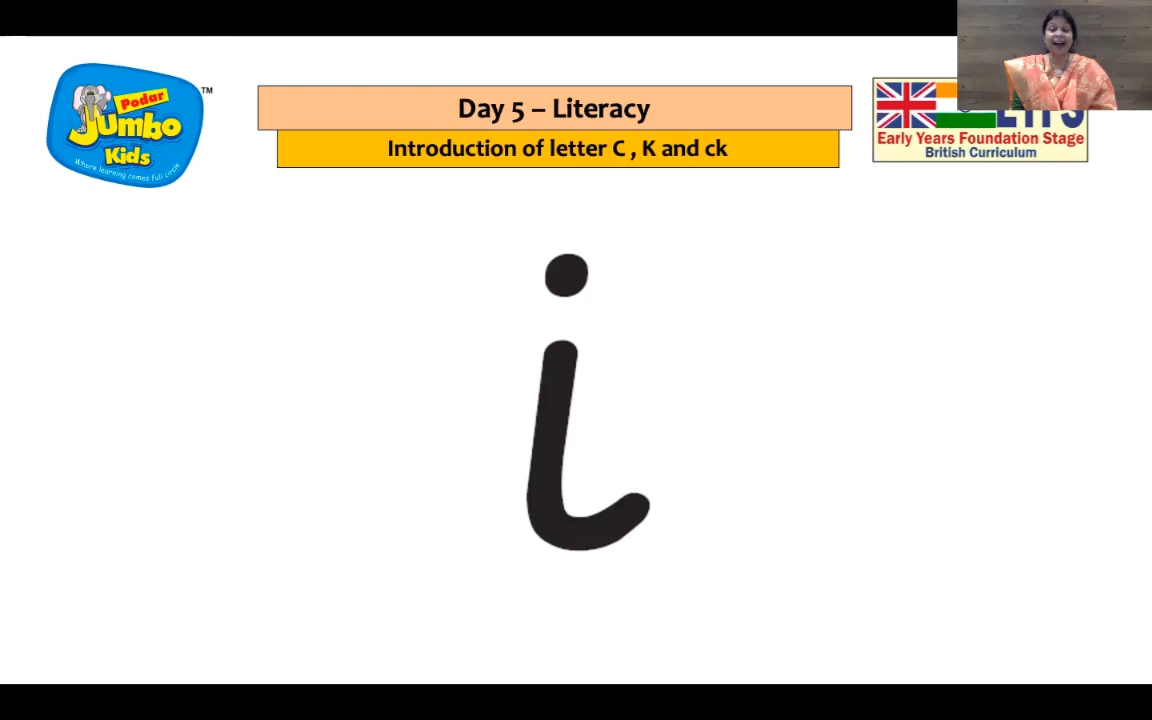 Podar
Jumbo
Kids
Where learning comes full circle
TM
Day 5 – Literacy
Introduction of letter C , K and ck
Early Years Foundation Stage
British Curriculum
i